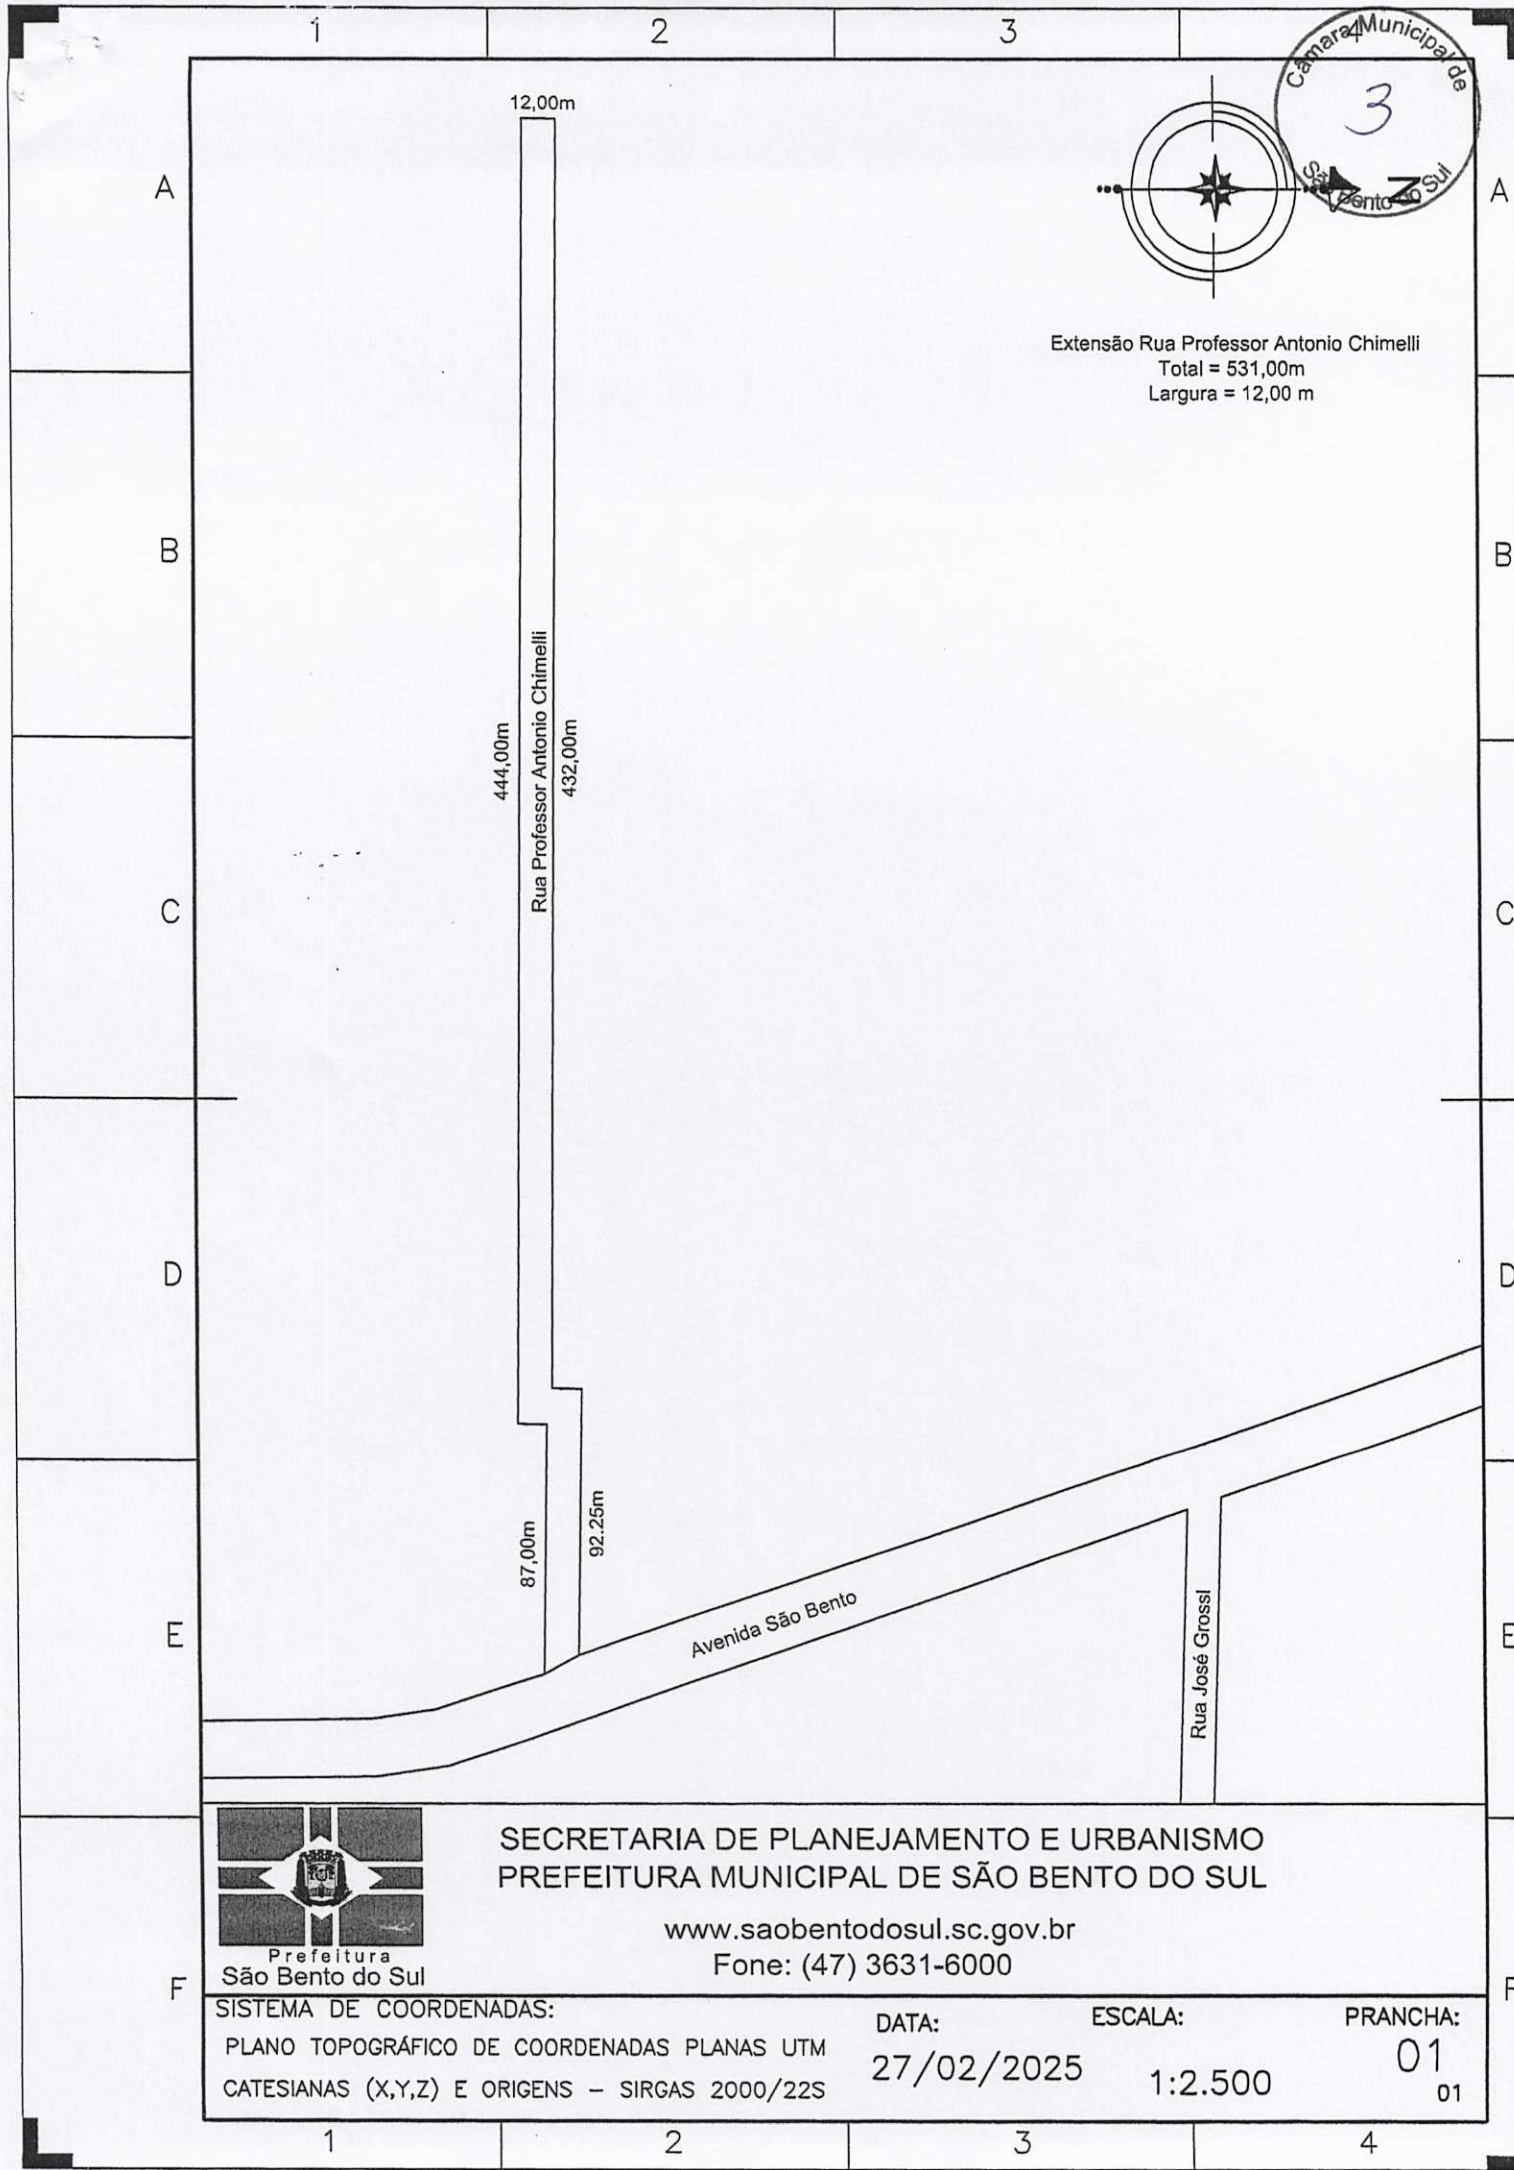 1 2 3 4
Câmara Municipal de
3
São Bento do Sul
N
12,00m
A A
Extensão Rua Professor Antonio Chimelli
Total = 531,00m
Largura = 12,00 m
B B
Rua Professor Antonio Chimelli
444,00m
432,00m
C C
D D
87,00m
92.25m
Avenida São Bento
Rua José Grossl
E E
SECRETARIA DE PLANEJAMENTO E URBANISMO
PREFEITURA MUNICIPAL DE SÃO BENTO DO SUL
www.saobentodosul.sc.gov.br
Fone: (47) 3631-6000
Prefeitura
São Bento do Sul
F F
SISTEMA DE COORDENADAS:
PLANO TOPOGRÁFICO DE COORDENADAS PLANAS UTM
CATESIANAS (X,Y,Z) E ORIGENS – SIRGAS 2000/22S
DATA:
27/02/2025
ESCALA:
1:2.500
PRANCHA:
01
01
1 2 3 4